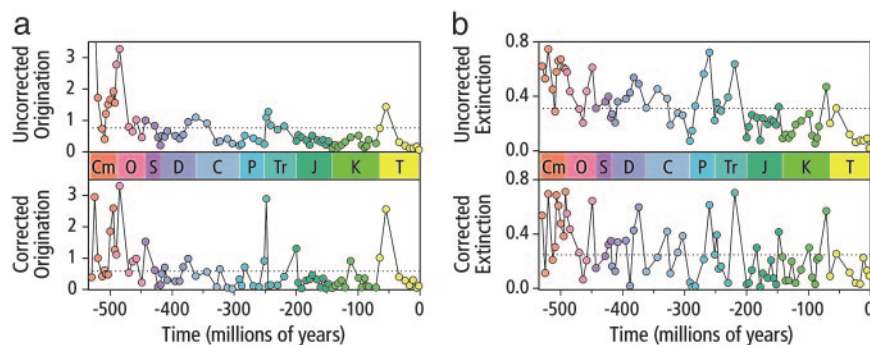 a
Uncorrected
Origination
3
2
1
0
Cm O S D C P Tr J K T
Corrected
Origination
3
2
1
0
-500 -400 -300 -200 -100 0
Time (millions of years)
b
Uncorrected
Extinction
0.8
0.4
0.0
Cm O S D C P Tr J K T
Corrected
Extinction
0.8
0.4
0.0
-500 -400 -300 -200 -100 0
Time (millions of years)